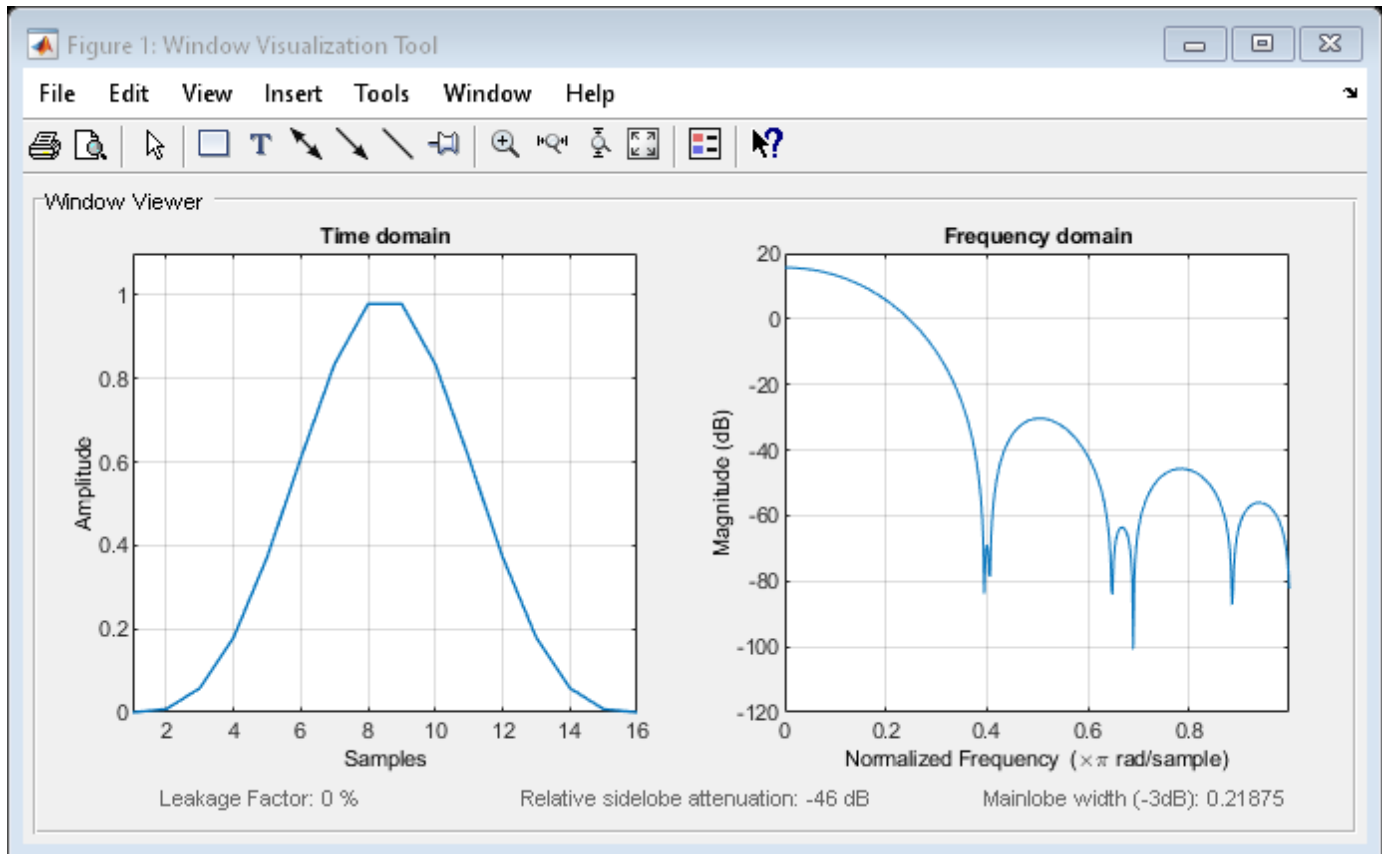 Figure 1: Window Visualization Tool
File Edit View Insert Tools Window Help
T
?
Window Viewer
Time domain
1
0.8
0.6
0.4
0.2
0
Amplitude
2 4 6 8 10 12 14 16
Samples
Frequency domain
20
0
-20
-40
-60
-80
-100
-120
Magnitude (dB)
0 0.2 0.4 0.6 0.8
Normalized Frequency (×π rad/sample)
Leakage Factor: 0 % Relative sidelobe attenuation: -46 dB Mainlobe width (-3dB): 0.21875